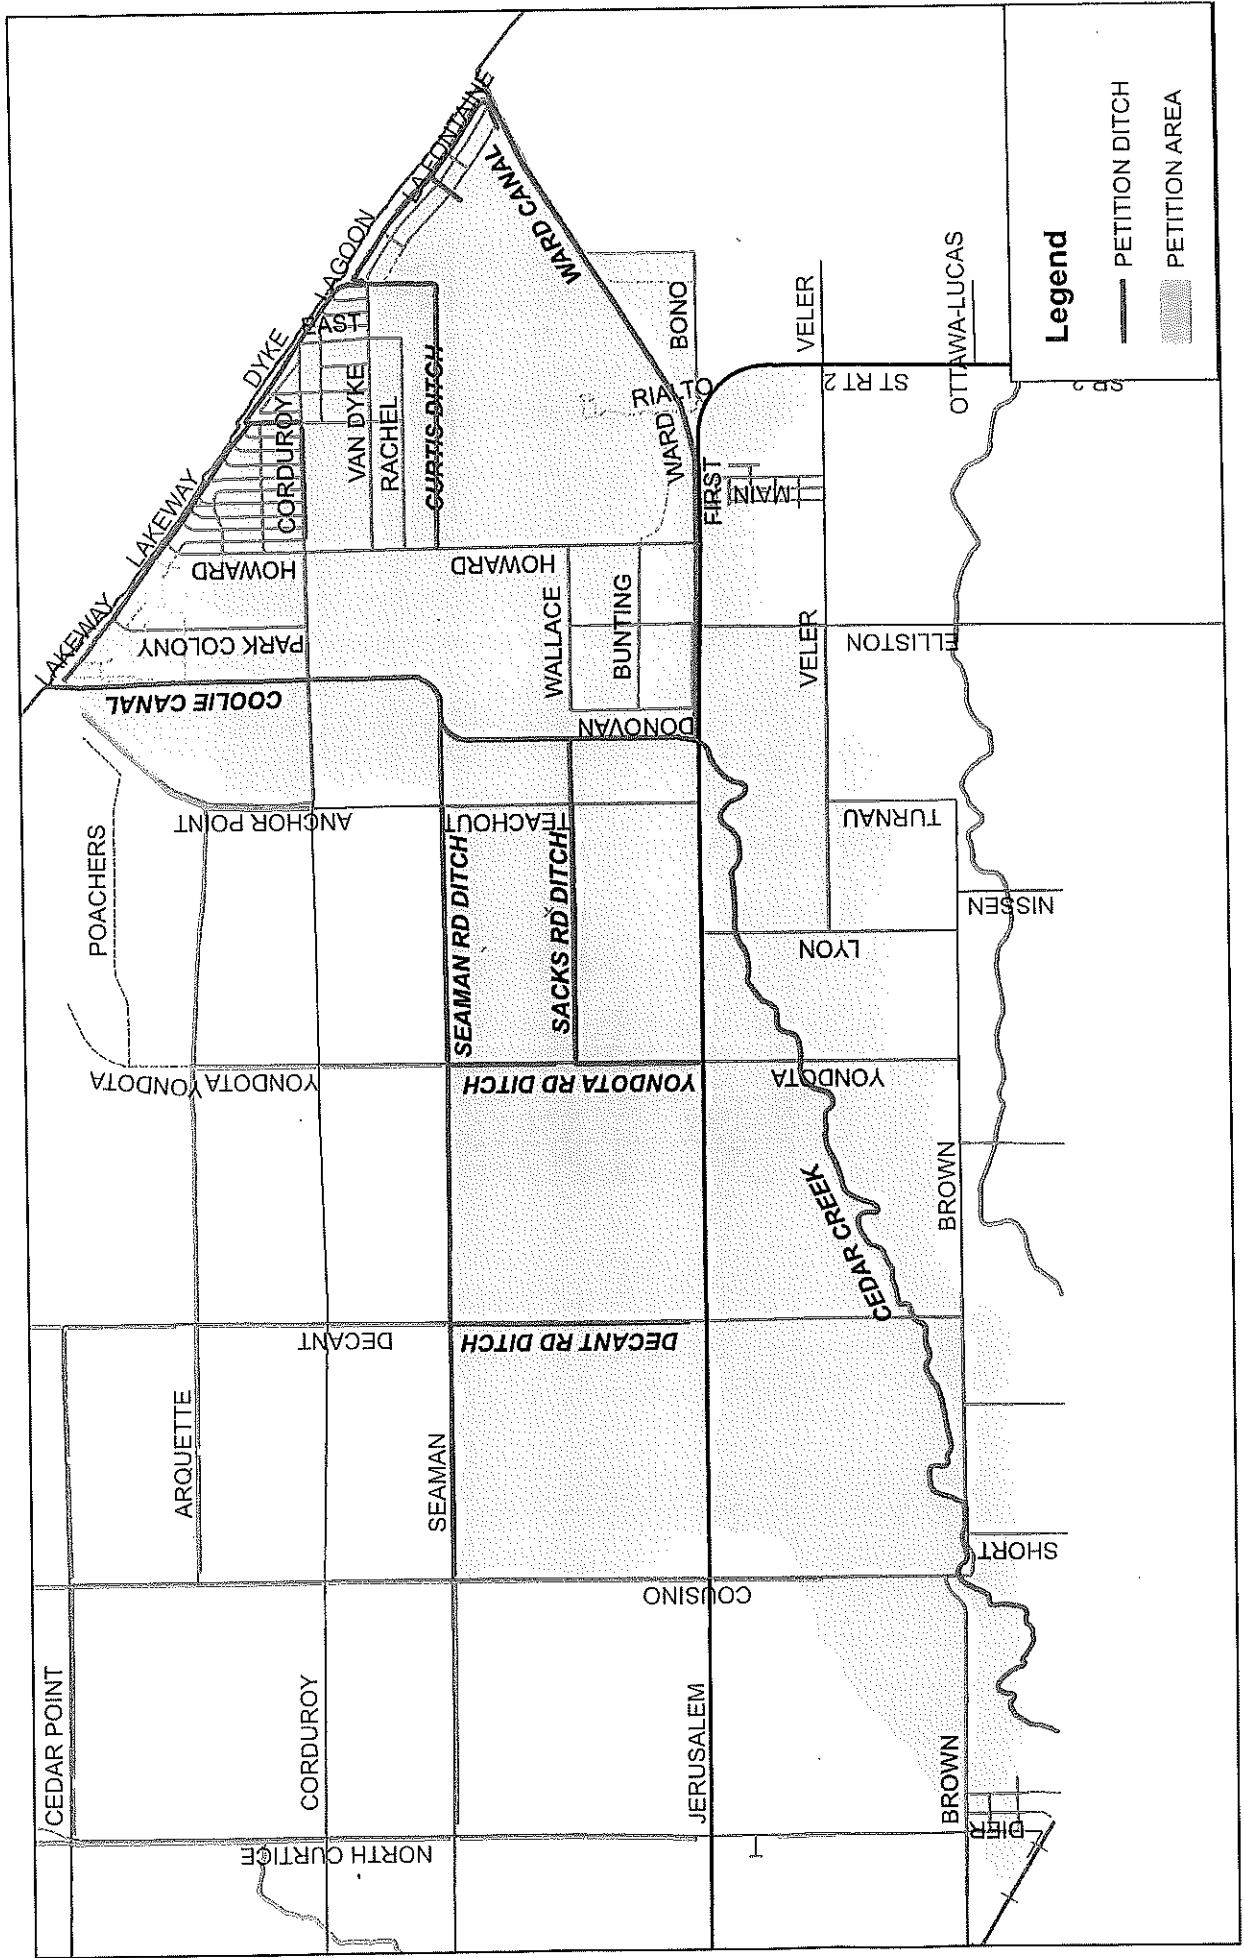 CEDAR POINT
LAKEWAY
LAKEWAY
POACHERS
YONDOTA
YONDOTA
ARQUETTE
ANCHOR POINT
COOLIE CANAL
PARK COLONY
HOWARD
DYKE
LAGOON
LA FONTAINE
NORTH CURTICE
CORDUROY
CORDUROY
EAST
VAN DYKE
RACHEL
DECANT
SEAMAN
SEAMAN RD DITCH
CURTIS DITCH
TEACHOUT
HOWARD
WARD CANAL
DECANT RD DITCH
YONDOTA RD DITCH
SACKS RD DITCH
WALLACE
BUNTING
DONOVAN
WARD
RIALTO
BONO
JERUSALEM
COUSINO
FIRST
MAIN
VELER
VELER
ST RT 2
CEDAR CREEK
YONDOTA
LYON
TURNAU
ELLISTON
OTTAWA-LUCAS
BROWN
BROWN
DIER
SHORT
NISSEN
SR 2
Legend
PETITION DITCH
PETITION AREA